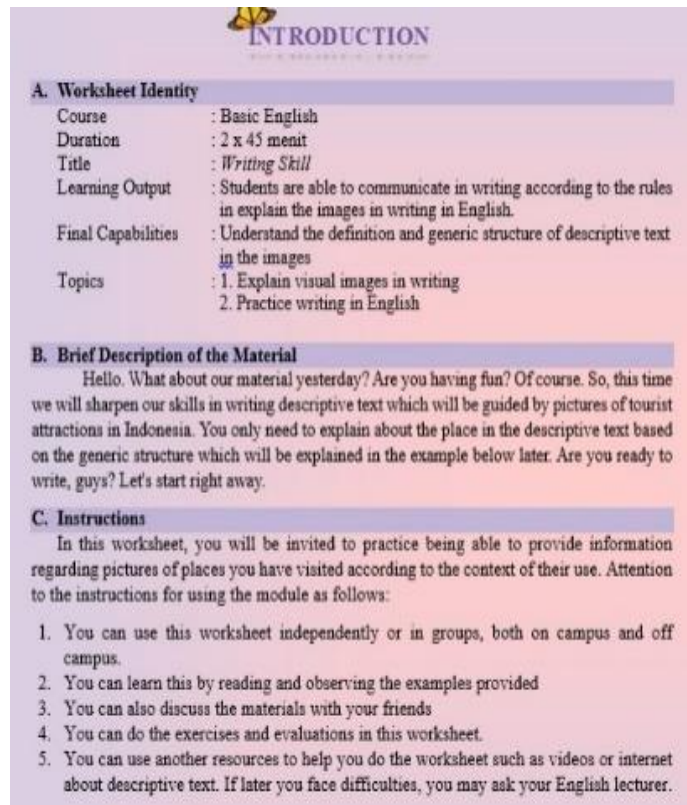 INTRODUCTION
A. Worksheet Identity
Course : Basic English
Duration : 2 x 45 menit
Title : Writing Skill
Learning Output : Students are able to communicate in writing according to the rules
in explain the images in writing in English.
Final Capabilities : Understand the definition and generic structure of descriptive text
in the images
Topics : 1. Explain visual images in writing
2. Practice writing in English
B. Brief Description of the Material
Hello. What about our material yesterday? Are you having fun? Of course. So, this time
we will sharpen our skills in writing descriptive text which will be guided by pictures of tourist
attractions in Indonesia. You only need to explain about the place in the descriptive text based
on the generic structure which will be explained in the example below later. Are you ready to
write, guys? Let's start right away.
C. Instructions
In this worksheet, you will be invited to practice being able to provide information
regarding pictures of places you have visited according to the context of their use. Attention
to the instructions for using the module as follows:
1. You can use this worksheet independently or in groups, both on campus and off
campus.
2. You can learn this by reading and observing the examples provided
3. You can also discuss the materials with your friends
4. You can do the exercises and evaluations in this worksheet.
5. You can use another resources to help you do the worksheet such as videos or internet
about descriptive text. If later you face difficulties, you may ask your English lecturer.